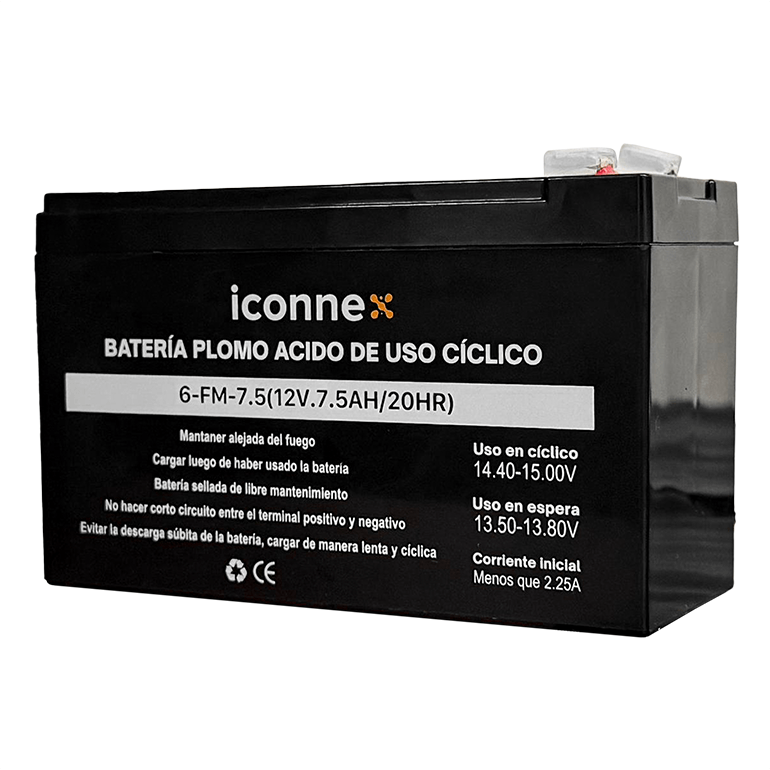 iconnex
BATERÍA PLOMO ACIDO DE USO CÍCLICO
6-FM-7.5(12V.7.5AH/20HR)
Mantaner alejada del fuego
Cargar luego de haber usado la batería
Batería sellada de libre mantenimiento
No hacer corto circuito entre el terminal positivo y negativo
Evitar la descarga súbita de la batería, cargar de manera lenta y cíclica
CE
Uso en cíclico
14.40-15.00V
Uso en espera
13.50-13.80V
Corriente inicial
Menos que 2.25A